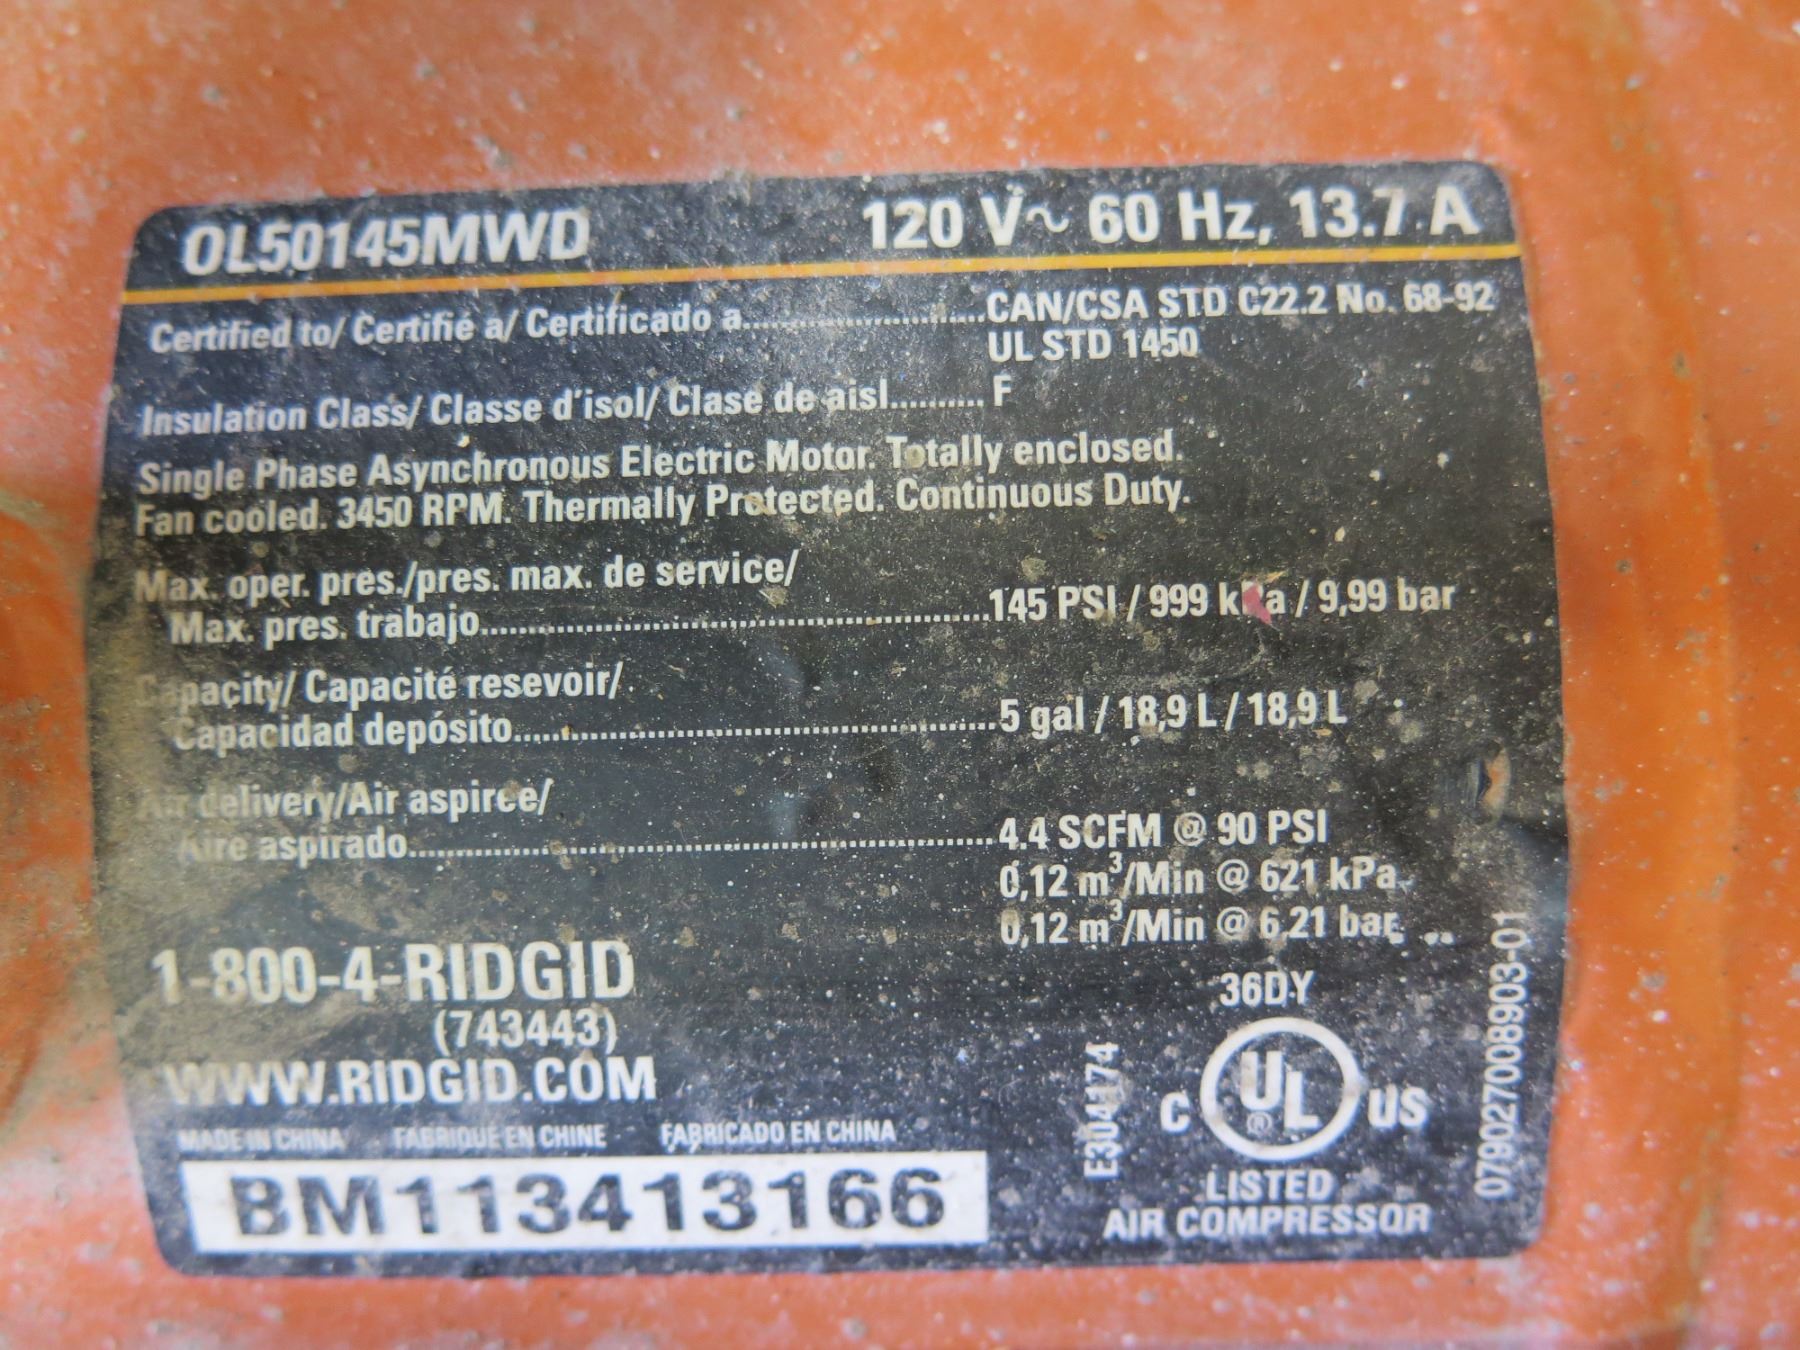 OL50145MWD 120 V~ 60 Hz, 13.7 A
Certified to/ Certifié a/ Certificado a.....................CAN/CSA STD C22.2 No. 68-92
UL STD 1450
Insulation Class/ Classe d'isol/ Clase de aisl.......... F
Single Phase Asynchronous Electric Motor. Totally enclosed.
Fan cooled. 3450 RPM. Thermally Protected. Continuous Duty.
Max. oper. pres./pres. max. de service/
Max. pres. trabajo..........................................145 PSI / 999 kPa / 9,99 bar
Capacity/ Capacité resevoir/
Capacidad depósito..........................................5 gal / 18,9 L / 18,9 L
Air delivery/Air aspiree/
Aire aspirado..................................................4.4 SCFM @ 90 PSI
0,12 m³/Min @ 621 kPa
0,12 m³/Min @ 6.21 bar
1-800-4-RIDGID
(743443)
WWW.RIDGID.COM
MADE IN CHINA FABRIQUE EN CHINE FABRICADO EN CHINA
BM113413166
36DY
E304174
C UL® US
LISTED
AIR COMPRESSOR
079027008903-01